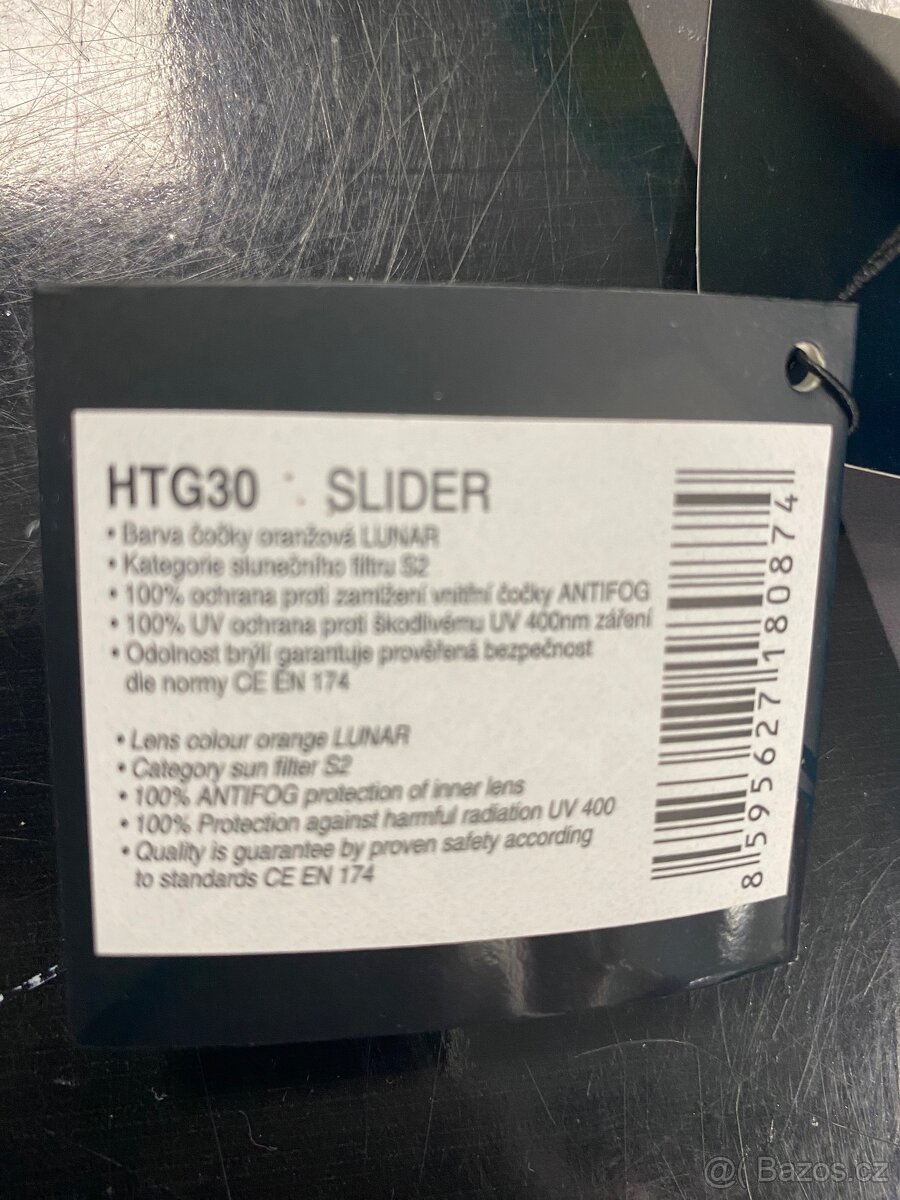 HTG30 SLIDER
• Barva čočky oranžová LUNAR
• Kategorie slunečního filtru S2
• 100% ochrana proti zamlžení vnitřní čočky ANTIFOG
• 100% UV ochrana proti škodlivému UV 400nm záření
• Odolnost brýlí garantuje prověřená bezpečnost
dle normy CE EN 174
• Lens colour orange LUNAR
• Category sun filter S2
• 100% ANTIFOG protection of inner lens
• 100% Protection against harmful radiation UV 400
• Quality is guarantee by proven safety according
to standards CE EN 174
8 595627 180874
@ Bazos.cz